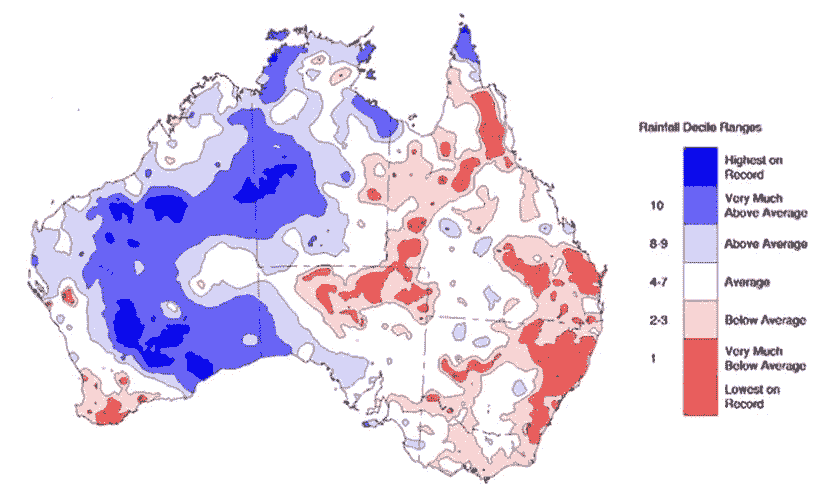 Rainfall Decile Ranges
Highest on
Record
10
Very Much
Above Average
8-9
Above Average
4-7
Average
2-3
Below Average
1
Very Much
Below Average
Lowest on
Record